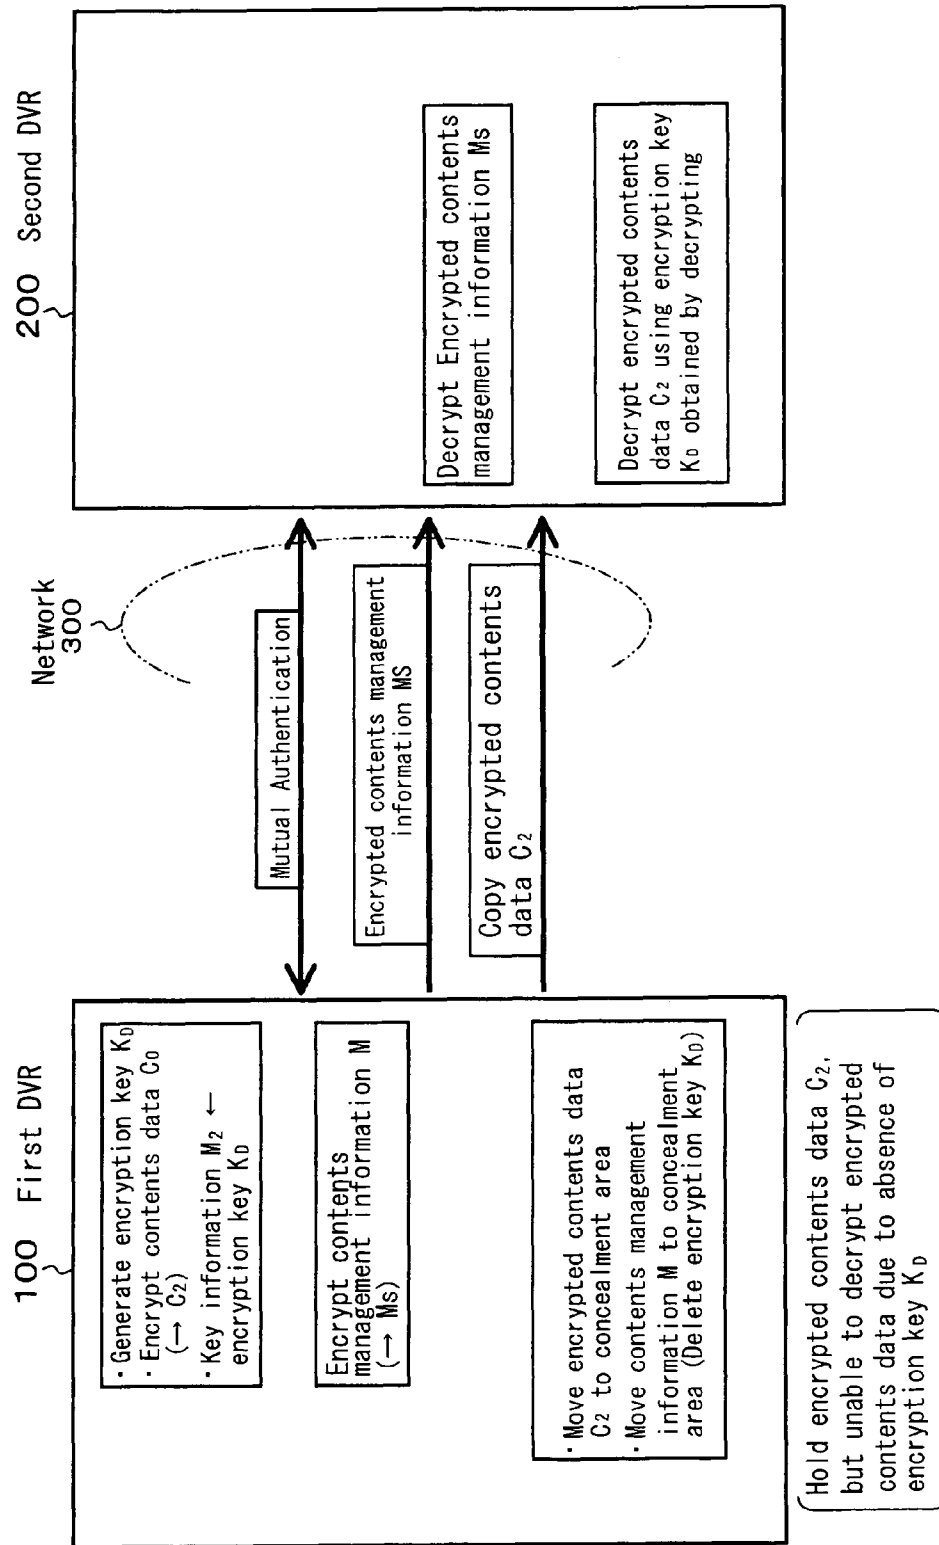 100 First DVR
· Generate encryption key KD
· Encrypt contents data C0
(→ C2)
· Key information M2 ←
encryption key KD
Encrypt contents
management information M
(→ Ms)
· Move encrypted contents data
C2 to concealment area
· Move contents management
information M to concealment
area (Delete encryption key KD)
Hold encrypted contents data C2,
but unable to decrypt encrypted
contents data due to absence of
encryption key KD
Network
300
Mutual Authentication
Encrypted contents management
information MS
Copy encrypted contents
data C2
200 Second DVR
Decrypt Encrypted contents
management information Ms
Decrypt encrypted contents
data C2 using encryption key
KD obtained by decrypting